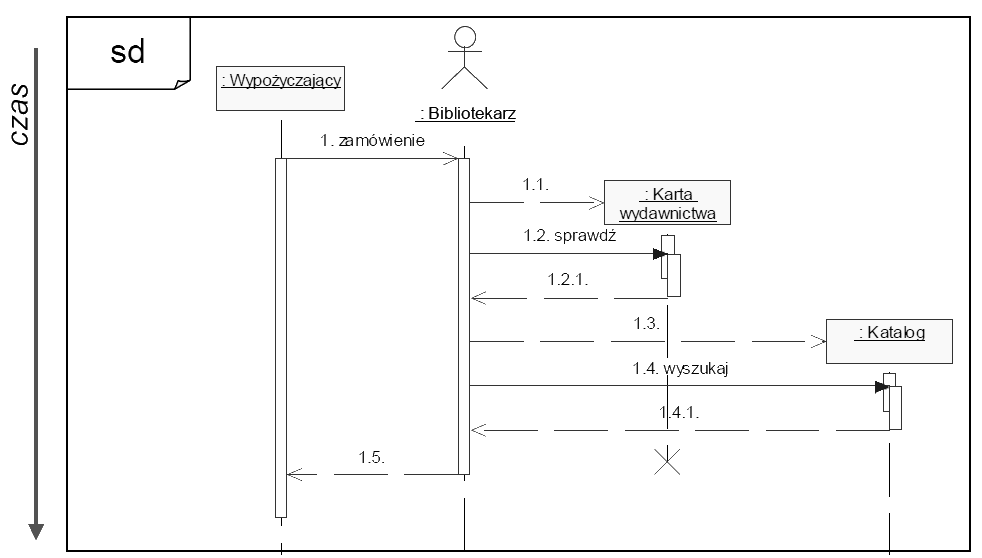 sd
czas
: Wypożyczający
: Bibliotekarz
1. zamówienie
1.1.
: Karta
wydawnictwa
1.2. sprawdź
1.2.1.
1.3.
: Katalog
1.4. wyszukaj
1.4.1.
1.5.